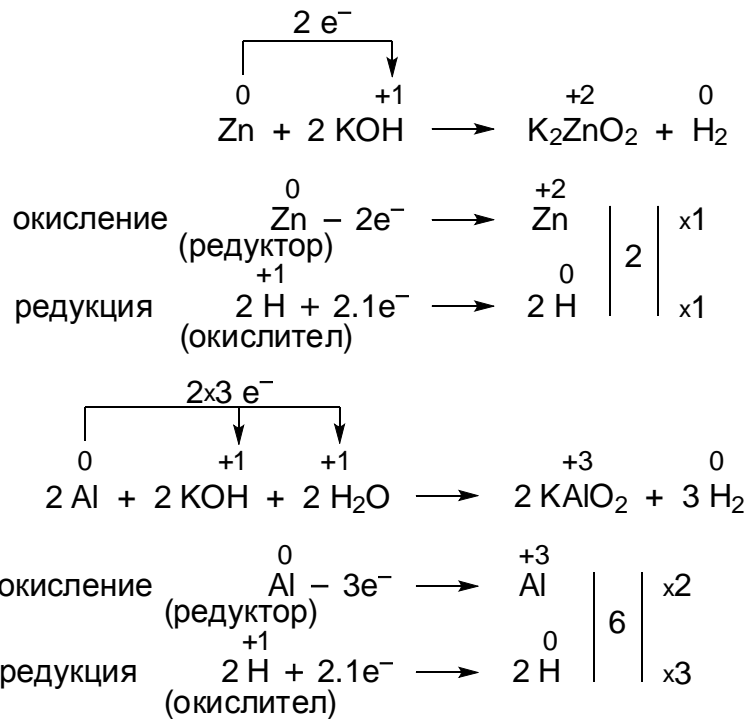 2 e–
0 +1 +2 0
Zn + 2 KOH → K2ZnO2 + H2
0 +2
окисление Zn – 2e– → Zn 2 x1
(редуктор)
+1 0
редукция 2 H + 2.1e– → 2 H x1
(окислител)
2x3 e–
0 +1 +1 +3 0
2 Al + 2 KOH + 2 H2O → 2 KAlO2 + 3 H2
0 +3
окисление Al – 3e– → Al 6 x2
(редуктор)
+1 0
редукция 2 H + 2.1e– → 2 H x3
(окислител)